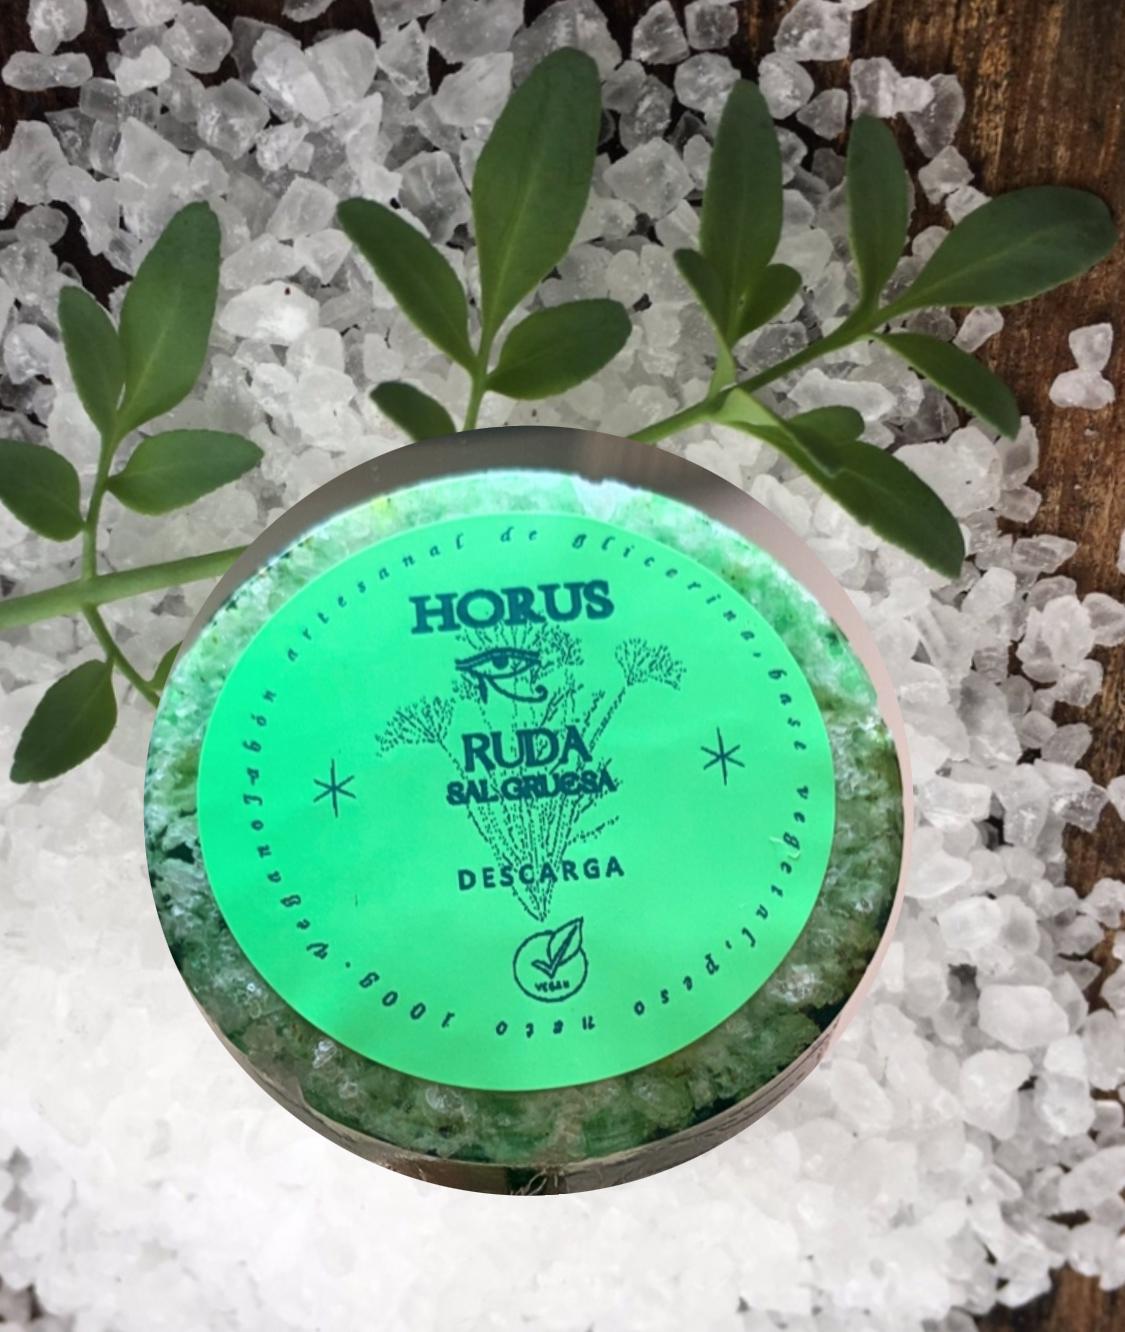 HORUS
RUDA
SAL GRUESA
DESCARGA
VEGAN
Jabón artesanal de glicerina, base vegetal, peso neto 100g. Vegano